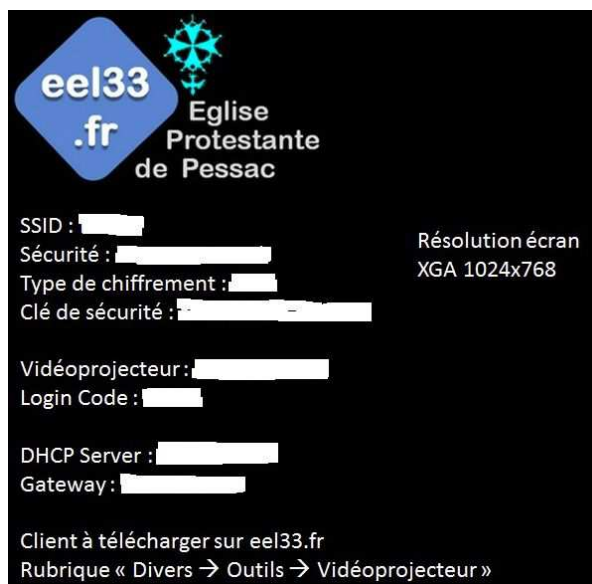 eel33
.fr
Eglise
Protestante
de Pessac
SSID :
Sécurité :
Type de chiffrement :
Clé de sécurité :
Résolution écran
XGA 1024x768
Vidéoprojecteur :
Login Code :
DHCP Server :
Gateway :
Client à télécharger sur eel33.fr
Rubrique « Divers → Outils → Vidéoprojecteur »